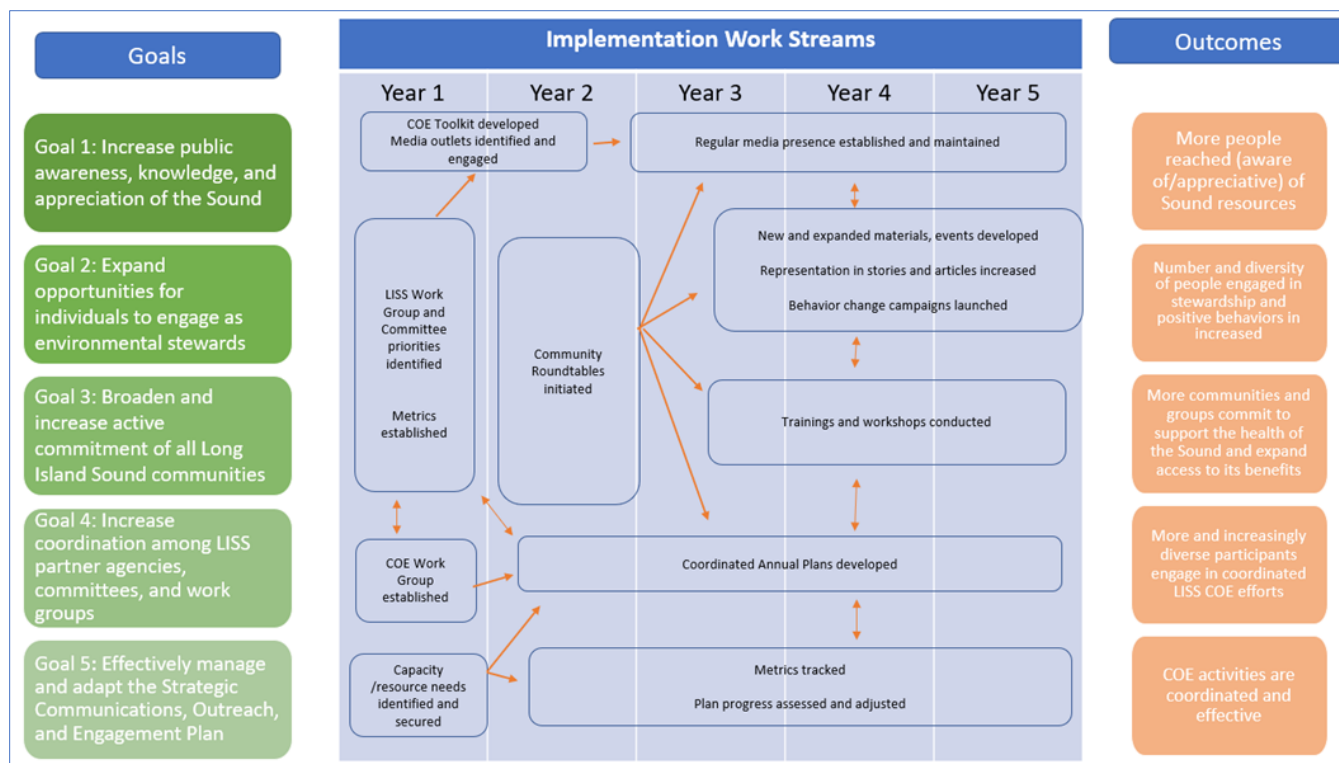 Goals
Implementation Work Streams
Outcomes
Year 1
Year 2
Year 3
Year 4
Year 5
Goal 1: Increase public
awareness, knowledge, and
appreciation of the Sound
Goal 2: Expand
opportunities for
individuals to engage as
environmental stewards
Goal 3: Broaden and
increase active
commitment of all Long
Island Sound communities
Goal 4: Increase
coordination among LISS
partner agencies,
committees, and work
groups
Goal 5: Effectively manage
and adapt the Strategic
Communications, Outreach,
and Engagement Plan
COE Toolkit developed
Media outlets identified and
engaged
Regular media presence established and maintained
LISS Work
Group and
Committee
priorities
identified
Metrics
established
Community
Roundtables
initiated
New and expanded materials, events developed
Representation in stories and articles increased
Behavior change campaigns launched
Trainings and workshops conducted
COE Work
Group
established
Coordinated Annual Plans developed
Capacity
/resource needs
identified and
secured
Metrics tracked
Plan progress assessed and adjusted
More people
reached (aware
of/appreciative) of
Sound resources
Number and diversity
of people engaged in
stewardship and
positive behaviors in
increased
More communities and
groups commit to
support the health of
the Sound and expand
access to its benefits
More and increasingly
diverse participants
engage in coordinated
LISS COE efforts
COE activities are
coordinated and
effective